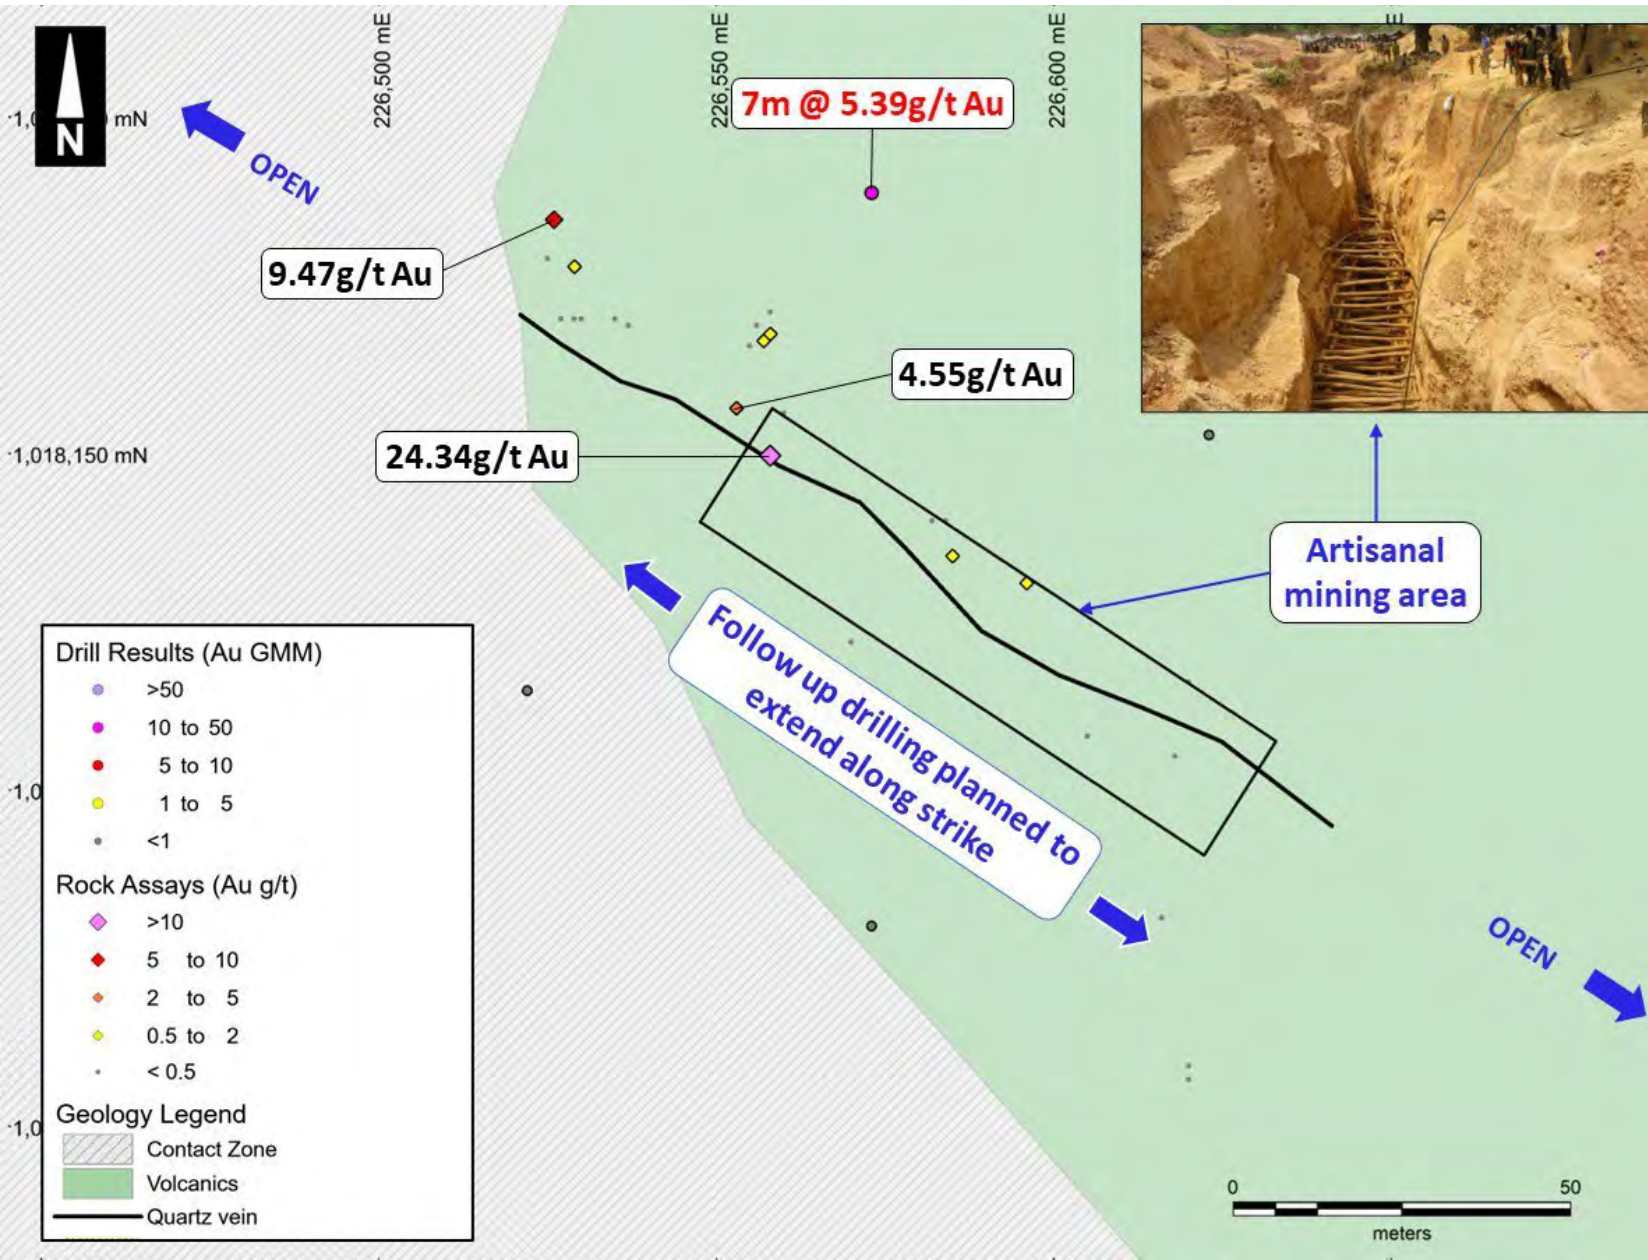 226,500 mE
226,550 mE
226,600 mE
mN
N
OPEN
7m @ 5.39g/t Au
9.47g/t Au
4.55g/t Au
24.34g/t Au
1,018,150 mN
Artisanal
mining area
Follow up drilling planned to
extend along strike
OPEN
Drill Results (Au GMM)
>50
10 to 50
5 to 10
1 to 5
<1
Rock Assays (Au g/t)
>10
5 to 10
2 to 5
0.5 to 2
< 0.5
Geology Legend
Contact Zone
Volcanics
Quartz vein
0 50
meters